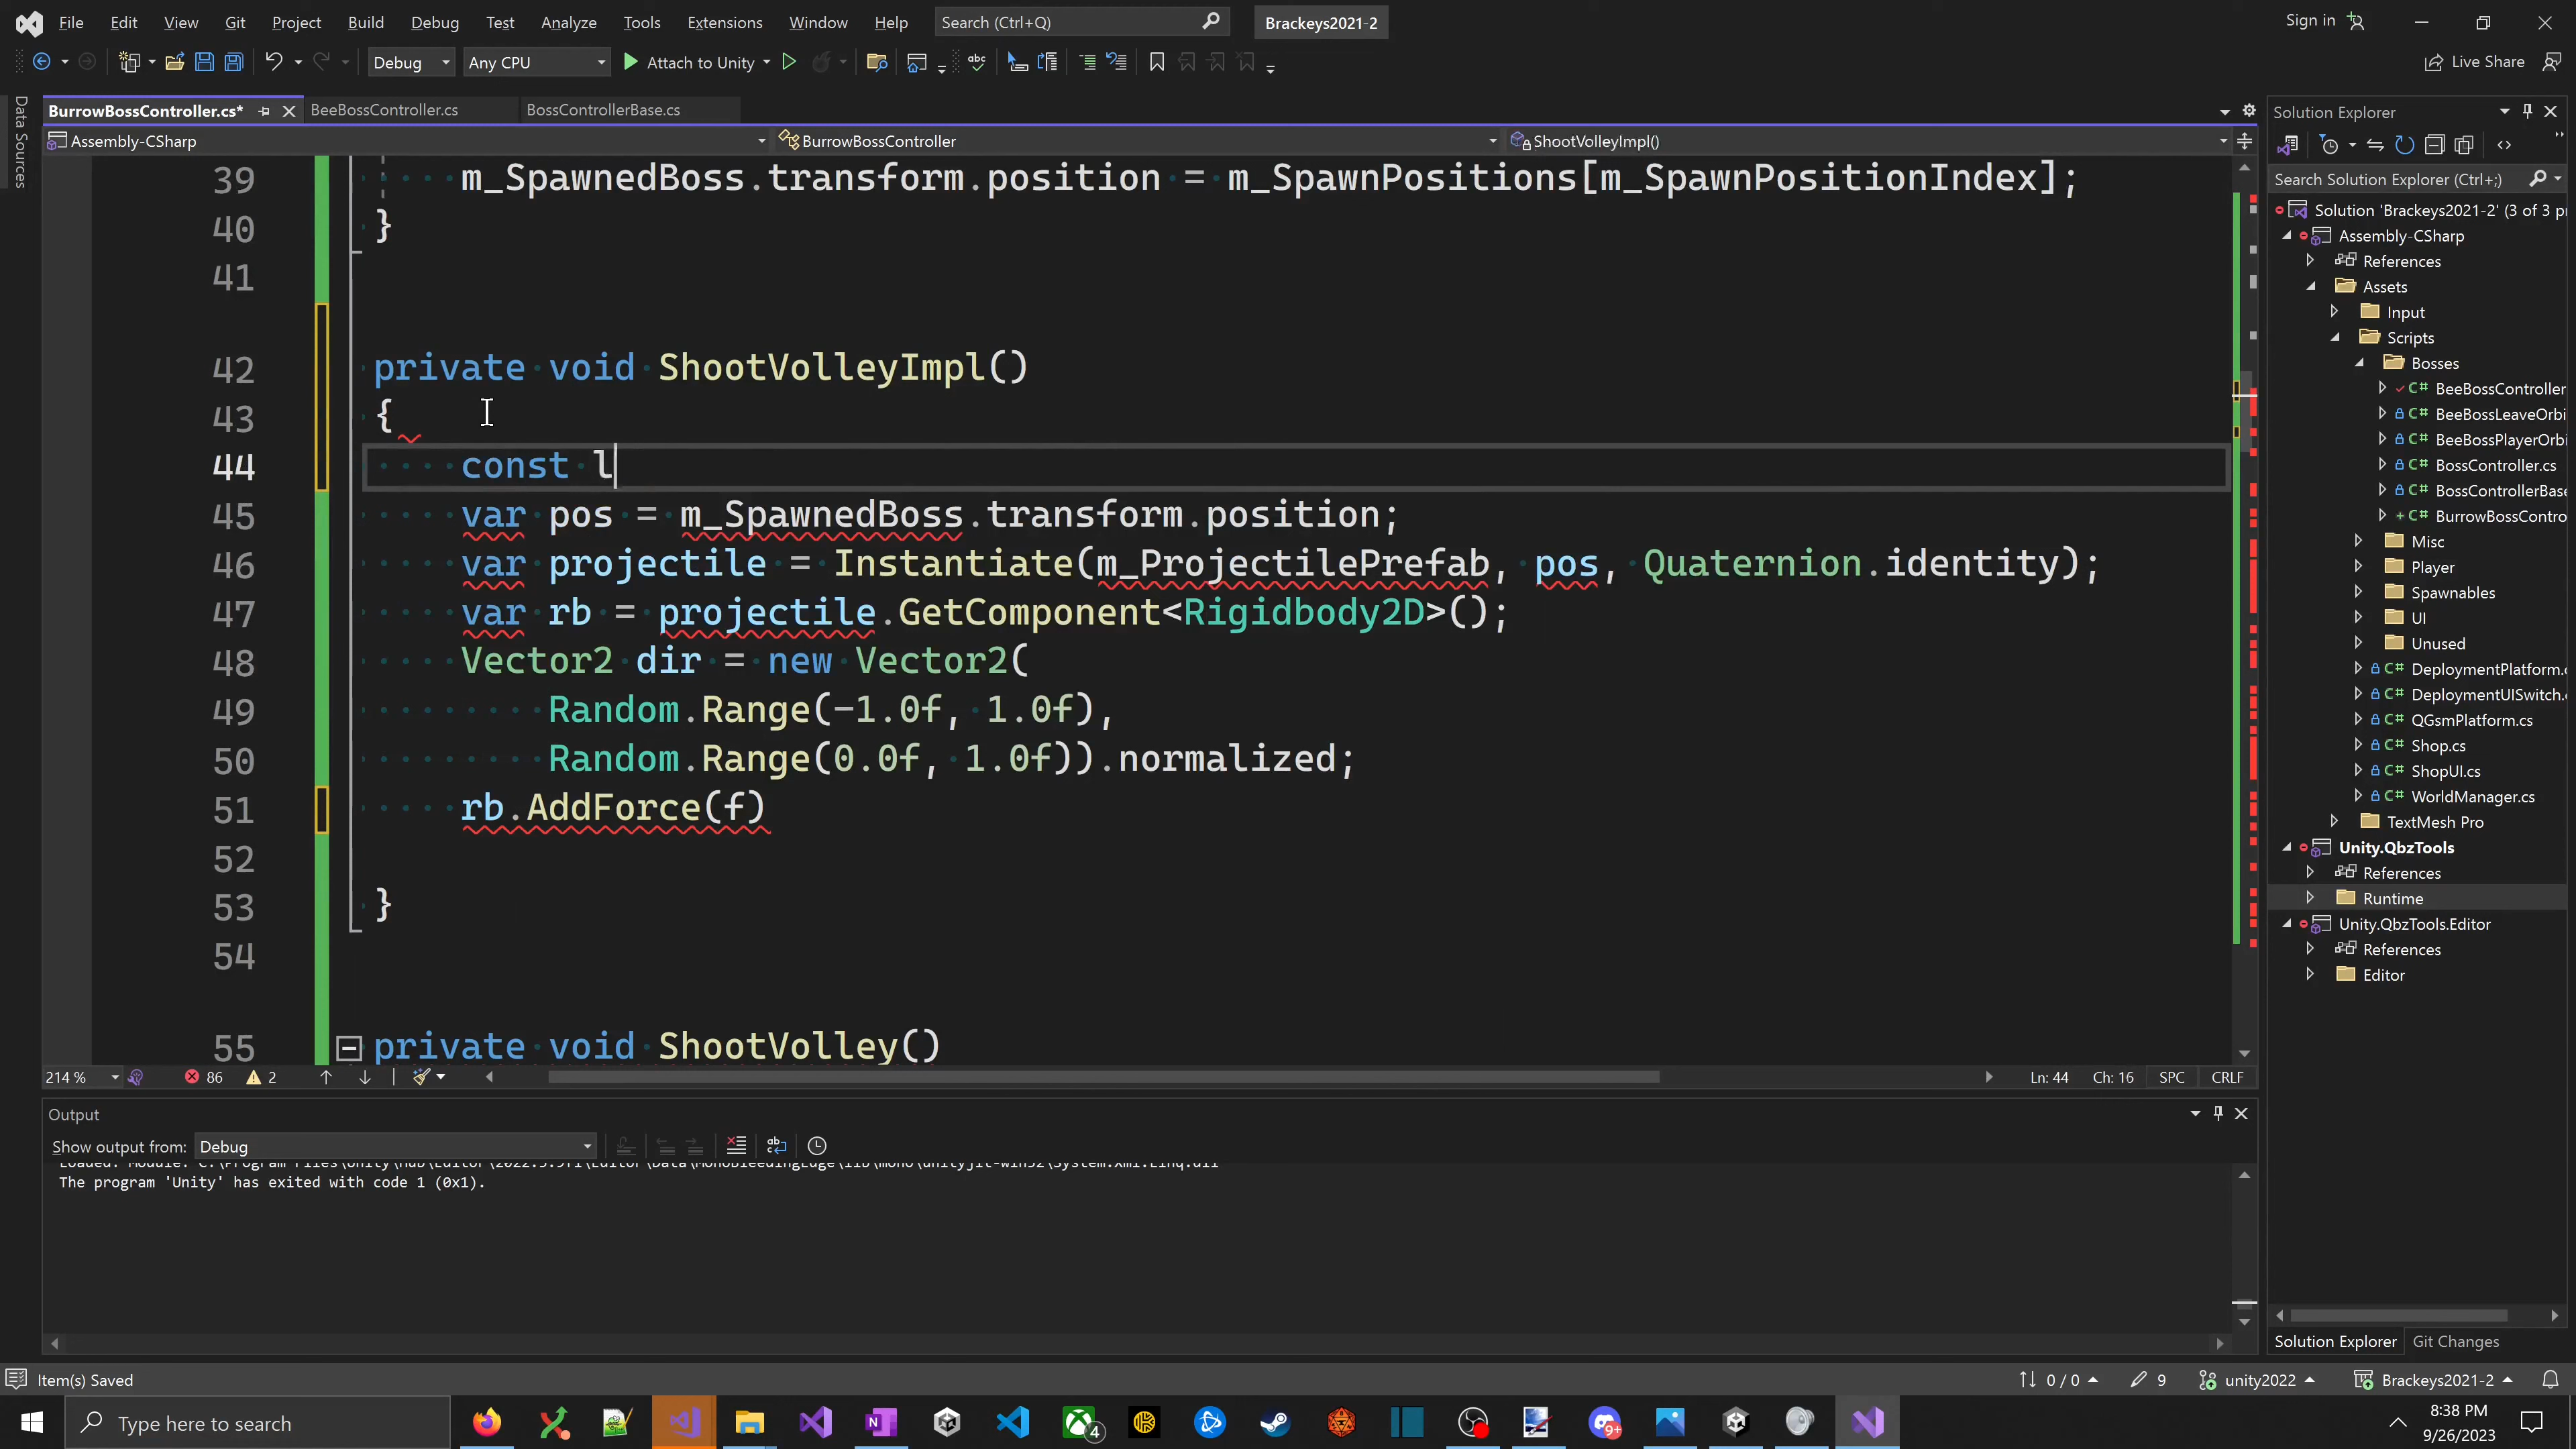 File Edit View Git Project Build Debug Test Analyze Tools Extensions Window Help Search (Ctrl+Q) Brackeys2021-2 Sign in
Debug Any CPU Attach to Unity Live Share
Data Sources
BurrowBossController.cs* BeeBossController.cs BossControllerBase.cs
Assembly-CSharp BurrowBossController ShootVolleyImpl()
39 m_SpawnedBoss.transform.position = m_SpawnPositions[m_SpawnPositionIndex];
40 }
41
42 private void ShootVolleyImpl()
43 {
44 const l
45 var pos = m_SpawnedBoss.transform.position;
46 var projectile = Instantiate(m_ProjectilePrefab, pos, Quaternion.identity);
47 var rb = projectile.GetComponent<Rigidbody2D>();
48 Vector2 dir = new Vector2(
49 Random.Range(-1.0f, 1.0f),
50 Random.Range(0.0f, 1.0f)).normalized;
51 rb.AddForce(f)
52
53 }
54
55 private void ShootVolley()
214 % 86 2 Ln: 44 Ch: 16 SPC CRLF
Output
Show output from: Debug
The program 'Unity' has exited with code 1 (0x1).
Solution Explorer
Search Solution Explorer (Ctrl+;)
Solution 'Brackeys2021-2' (3 of 3 pr
Assembly-CSharp
References
Assets
Input
Scripts
Bosses
BeeBossController
BeeBossLeaveOrbi
BeeBossPlayerOrbi
BossController.cs
BossControllerBase
BurrowBossContro
Misc
Player
Spawnables
UI
Unused
DeploymentPlatform.c
DeploymentUISwitch.c
QGsmPlatform.cs
Shop.cs
ShopUI.cs
WorldManager.cs
TextMesh Pro
Unity.QbzTools
References
Runtime
Unity.QbzTools.Editor
References
Editor
Solution Explorer Git Changes
Item(s) Saved 0 / 0 9 unity2022 Brackeys2021-2
Type here to search 4 9+ 8:38 PM
9/26/2023